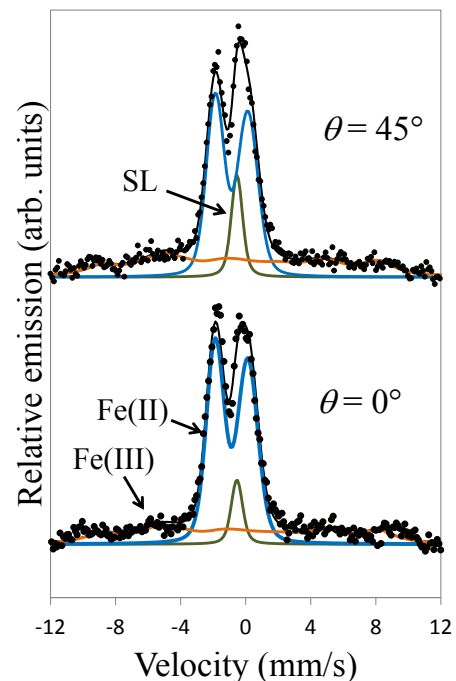 Relative emission (arb. units)
θ = 45°
SL
θ = 0°
Fe(II)
Fe(III)
-12 -8 -4 0 4 8 12
Velocity (mm/s)